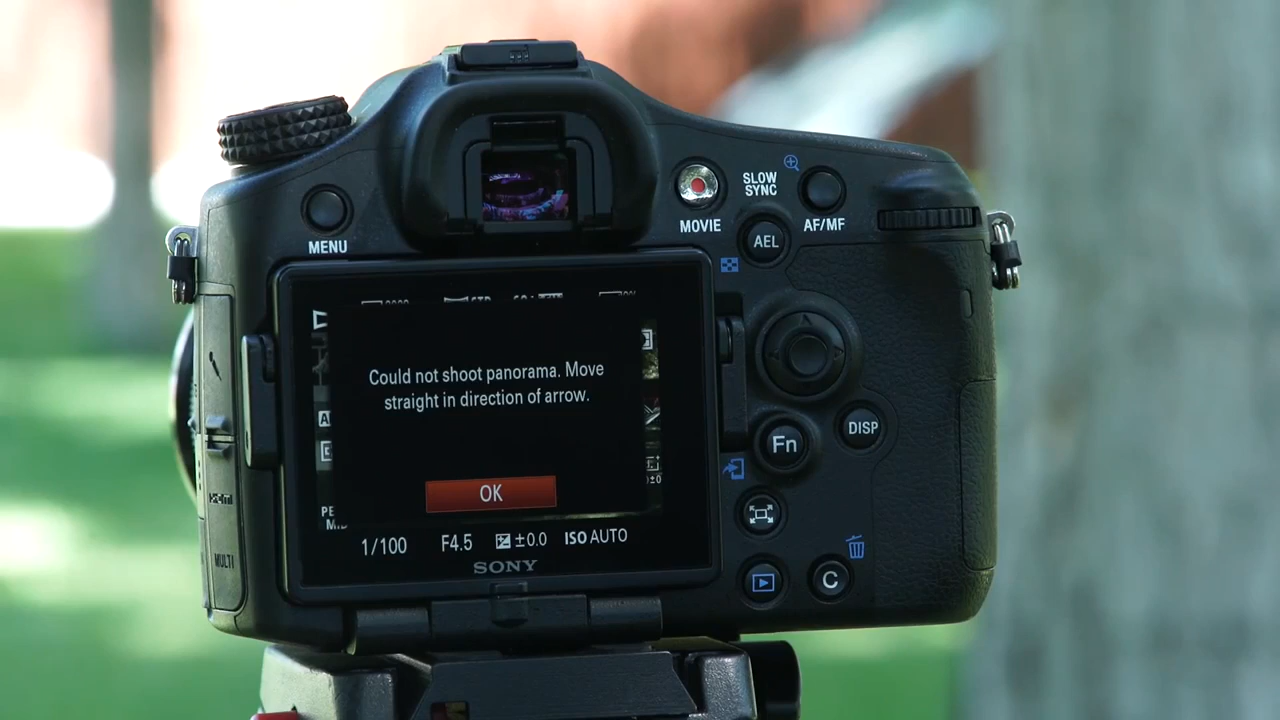 SLOW
SYNC
MOVIE
AF/MF
MENU
AEL
Could not shoot panorama. Move
straight in direction of arrow.
OK
1/100 F4.5 ±0.0 ISO AUTO
SONY
DISP
Fn
C
HDMI
MULTI